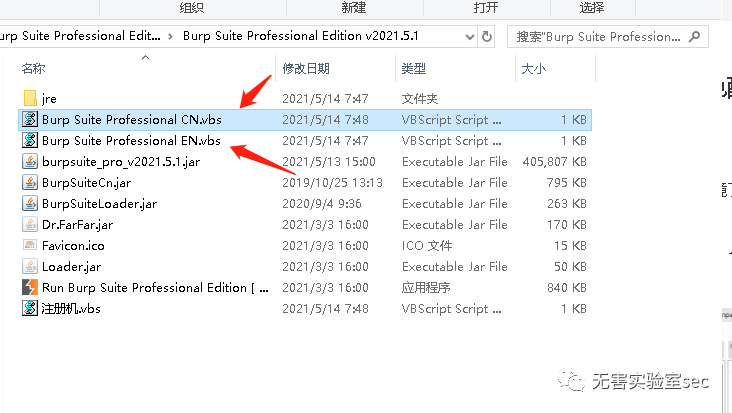 组织 新建 打开 选择
urp Suite Professional Edit... › Burp Suite Professional Edition v2021.5.1 搜索"Burp Suite Profession...
名称 修改日期 类型 大小
jre 2021/5/14 7:47 文件夹
Burp Suite Professional CN.vbs 2021/5/14 7:48 VBScript Script ... 1 KB
Burp Suite Professional EN.vbs 2021/5/14 7:47 VBScript Script ... 1 KB
burpsuite_pro_v2021.5.1.jar 2021/5/13 15:00 Executable Jar File 405,807 KB
BurpSuiteCn.jar 2019/10/25 13:13 Executable Jar File 795 KB
BurpSuiteLoader.jar 2020/9/4 9:36 Executable Jar File 263 KB
Dr.FarFar.jar 2021/3/3 16:00 Executable Jar File 170 KB
Favicon.ico 2021/3/3 16:00 ICO 文件 15 KB
Loader.jar 2021/3/3 16:00 Executable Jar File 50 KB
Run Burp Suite Professional Edition [ ... 2021/3/3 16:00 应用程序 840 KB
注册机.vbs 2021/5/14 7:48 VBScript Script ... 1 KB
无害实验室sec